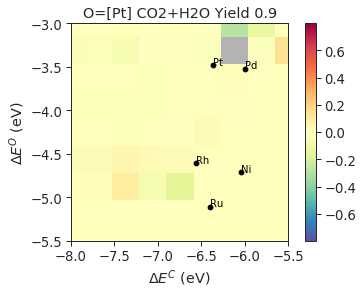 O=[Pt] CO2+H2O Yield 0.9
−3.0
−3.5
−4.0
−4.5
−5.0
−5.5
ΔE^O (eV)
Pt
Pd
Rh
Ni
Ru
−8.0 −7.5 −7.0 −6.5 −6.0 −5.5
ΔE^C (eV)
0.6
0.4
0.2
0.0
−0.2
−0.4
−0.6